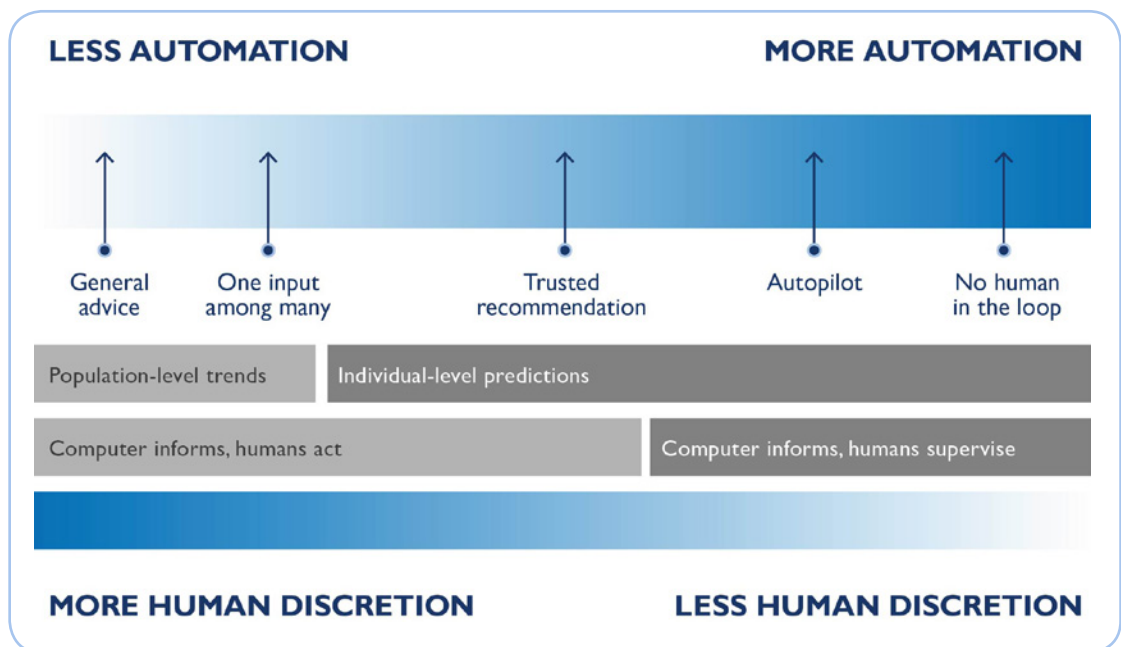 LESS AUTOMATION
MORE AUTOMATION
General
advice
One input
among many
Trusted
recommendation
Autopilot
No human
in the loop
Population-level trends
Individual-level predictions
Computer informs, humans act
Computer informs, humans supervise
MORE HUMAN DISCRETION
LESS HUMAN DISCRETION